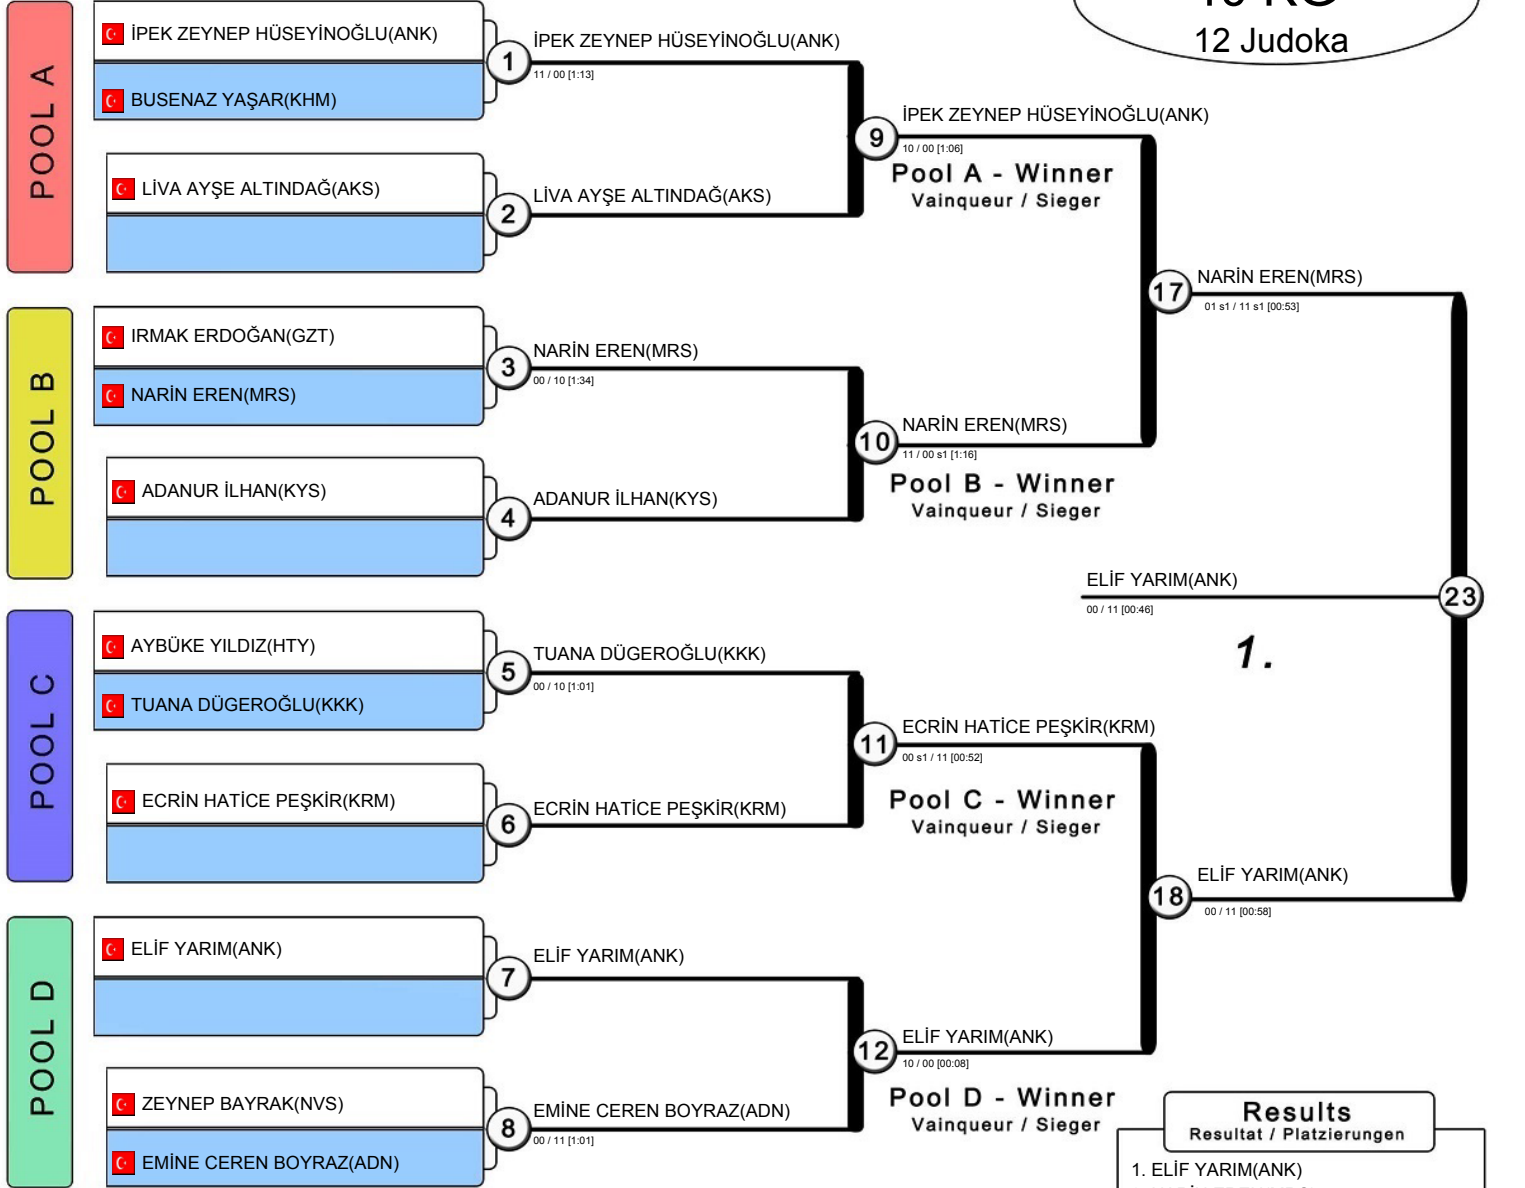 KG
12 Judoka
POOL A
İPEK ZEYNEP HÜSEYİNOĞLU(ANK)
BUSENAZ YAŞAR(KHM)
1
İPEK ZEYNEP HÜSEYİNOĞLU(ANK)
11 / 00 [1:13]
LİVA AYŞE ALTINDAĞ(AKS)
2
LİVA AYŞE ALTINDAĞ(AKS)
9
İPEK ZEYNEP HÜSEYİNOĞLU(ANK)
10 / 00 [1:06]
Pool A - Winner
Vainqueur / Sieger
POOL B
IRMAK ERDOĞAN(GZT)
NARİN EREN(MRS)
3
NARİN EREN(MRS)
00 / 10 [1:34]
ADANUR İLHAN(KYS)
4
ADANUR İLHAN(KYS)
10
NARİN EREN(MRS)
11 / 00 s1 [1:16]
Pool B - Winner
Vainqueur / Sieger
17
NARİN EREN(MRS)
01 s1 / 11 s1 [00:53]
POOL C
AYBÜKE YILDIZ(HTY)
TUANA DÜGEROĞLU(KKK)
5
TUANA DÜGEROĞLU(KKK)
00 / 10 [1:01]
ECRİN HATİCE PEŞKİR(KRM)
6
ECRİN HATİCE PEŞKİR(KRM)
11
ECRİN HATİCE PEŞKİR(KRM)
00 s1 / 11 [00:52]
Pool C - Winner
Vainqueur / Sieger
POOL D
ELİF YARIM(ANK)
7
ELİF YARIM(ANK)
ZEYNEP BAYRAK(NVS)
EMİNE CEREN BOYRAZ(ADN)
8
EMİNE CEREN BOYRAZ(ADN)
00 / 11 [1:01]
12
ELİF YARIM(ANK)
10 / 00 [00:08]
Pool D - Winner
Vainqueur / Sieger
18
ELİF YARIM(ANK)
00 / 11 [00:58]
ELİF YARIM(ANK)
00 / 11 [00:46]
23
1.
Results
Resultat / Platzierungen
1. ELİF YARIM(ANK)